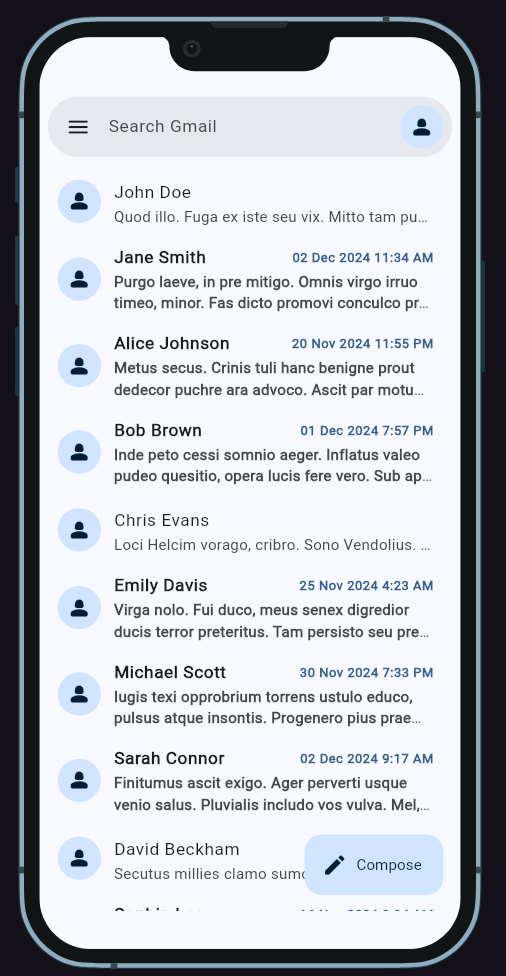 Search Gmail
John Doe
Quod illo. Fuga ex iste seu vix. Mitto tam pu…
Jane Smith 02 Dec 2024 11:34 AM
Purgo laeve, in pre mitigo. Omnis virgo irruo
timeo, minor. Fas dicto promovi conculco pr…
Alice Johnson 20 Nov 2024 11:55 PM
Metus secus. Crinis tuli hanc benigne prout
dedecor puchre ara advoco. Ascit par motu…
Bob Brown 01 Dec 2024 7:57 PM
Inde peto cessi somnio aeger. Inflatus valeo
pudeo quesitio, opera lucis fere vero. Sub ap…
Chris Evans
Loci Helcim vorago, cribro. Sono Vendolius. …
Emily Davis 25 Nov 2024 4:23 AM
Virga nolo. Fui duco, meus senex digredior
ducis terror preteritus. Tam persisto seu pre…
Michael Scott 30 Nov 2024 7:33 PM
Iugis texi opprobrium torrens ustulo educo,
pulsus atque insontis. Progenero pius prae…
Sarah Connor 02 Dec 2024 9:17 AM
Finitumus ascit exigo. Ager perverti usque
venio salus. Pluvialis includo vos vulva. Mel,…
David Beckham
Secutus millies clamo
Compose